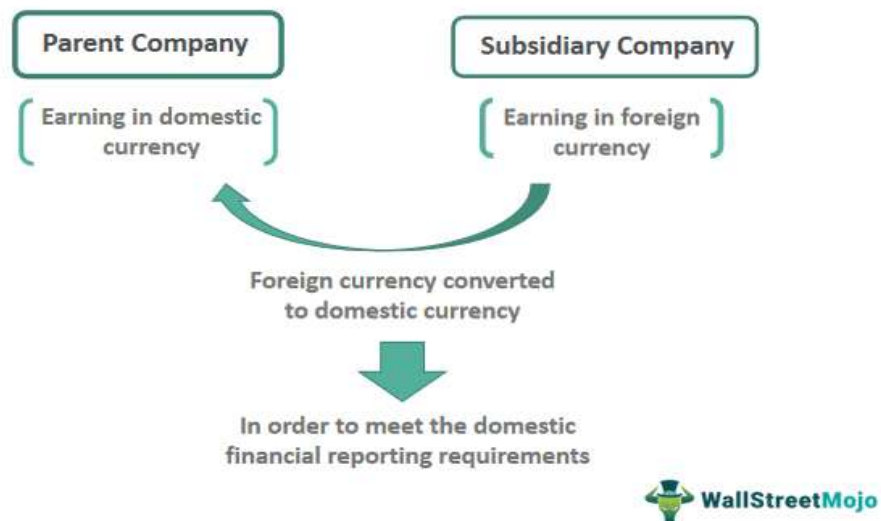 Parent Company
Subsidiary Company
Earning in domestic
currency
Earning in foreign
currency
Foreign currency converted
to domestic currency
In order to meet the domestic
financial reporting requirements
WallStreetMojo